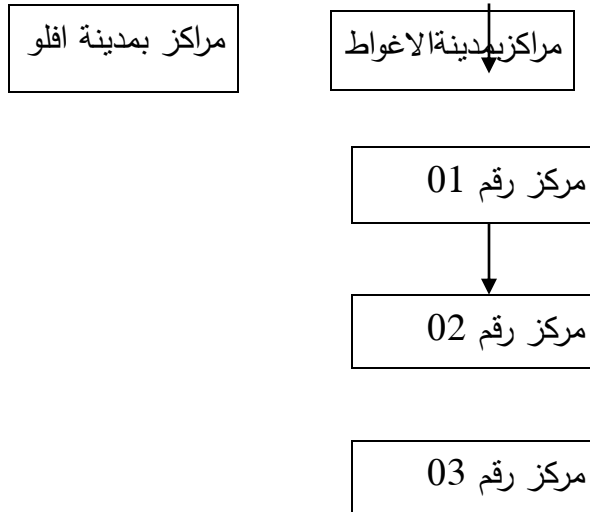 مراكزبمدينةالاغواط
مراكز بمدينة افلو
مركز رقم 01
مركز رقم 02
مركز رقم 03